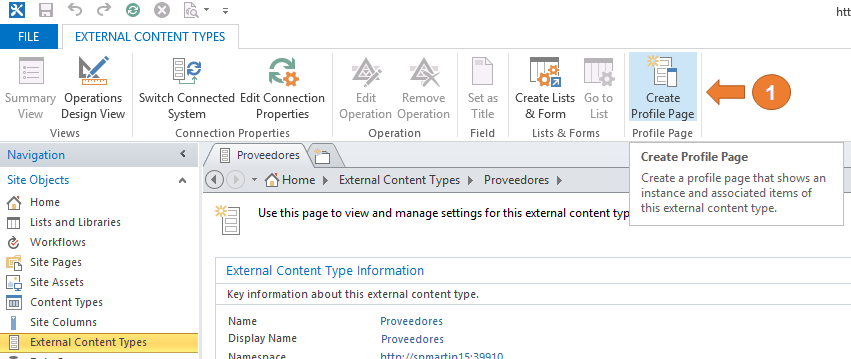 htt
FILE
EXTERNAL CONTENT TYPES
Summary View
Operations Design View
Switch Connected System
Edit Connection Properties
Edit Operation
Remove Operation
Set as Title
Create Lists & Form
Go to List
Create Profile Page
1
Views
Connection Properties
Operation
Field
Lists & Forms
Profile Page
Create Profile Page
Create a profile page that shows an
instance and associated items of
this external content type.
Navigation
Site Objects
Home
Lists and Libraries
Workflows
Site Pages
Site Assets
Content Types
Site Columns
External Content Types
Proveedores
Home
External Content Types
Proveedores
Use this page to view and manage settings for this external content typ
External Content Type Information
Key information about this external content type.
Name Proveedores
Display Name Proveedores
Namespace http://spmartin15:39910